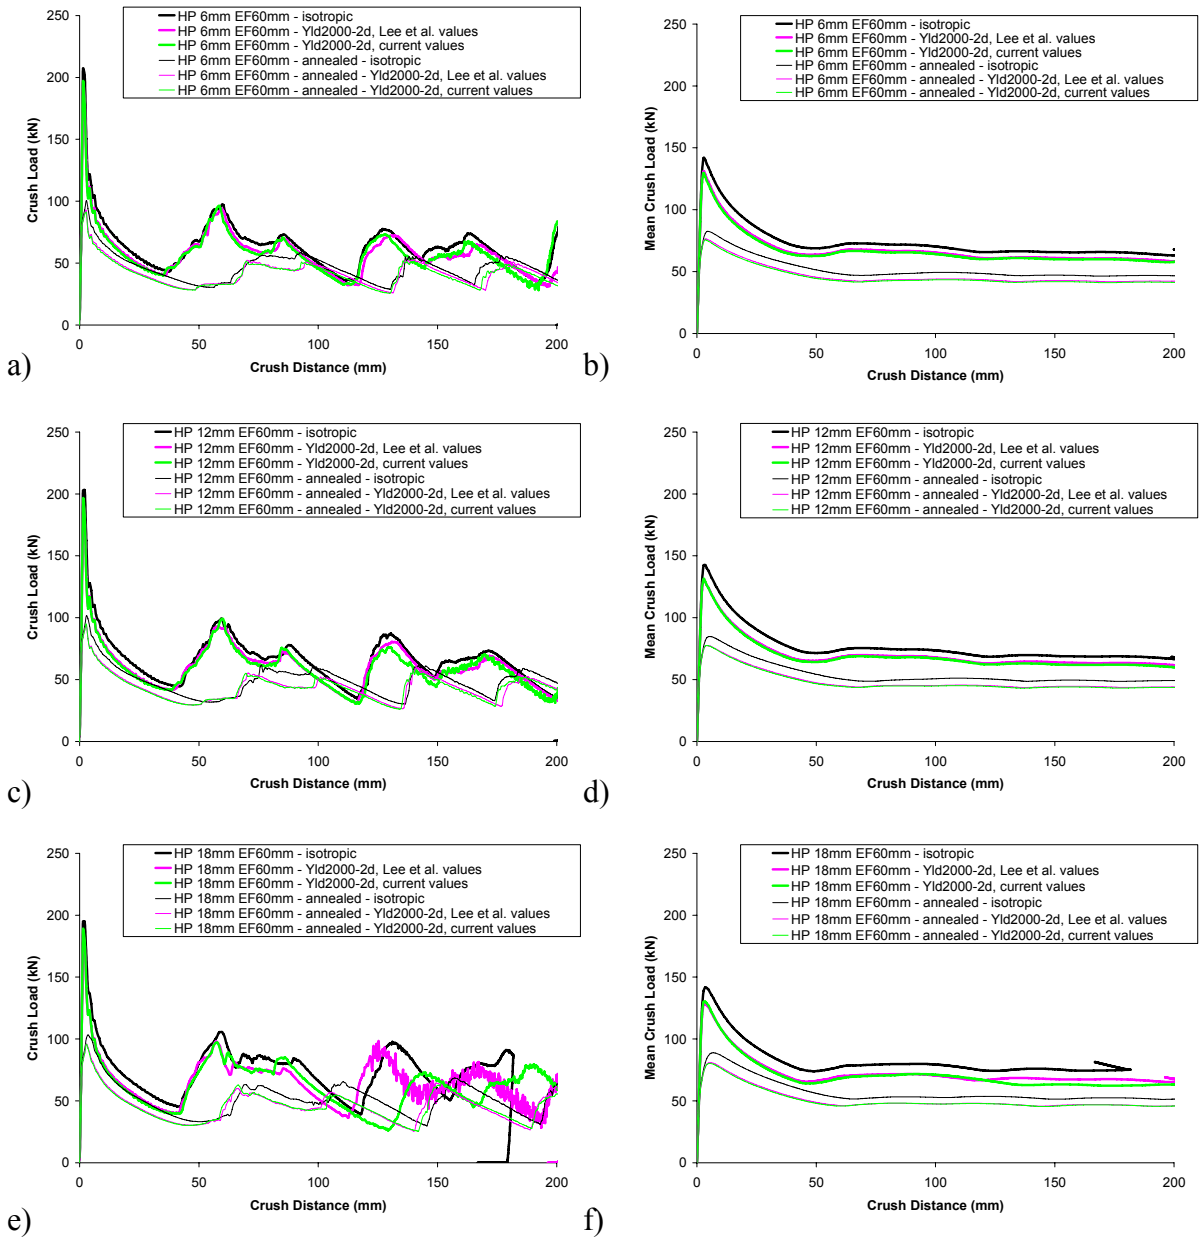 HP 6mm EF60mm - isotropic
HP 6mm EF60mm - Yld2000-2d, Lee et al. values
HP 6mm EF60mm - Yld2000-2d, current values
HP 6mm EF60mm - annealed - isotropic
HP 6mm EF60mm - annealed - Yld2000-2d, Lee et al. values
HP 6mm EF60mm - annealed - Yld2000-2d, current values
Crush Load (kN)
250
200
150
100
50
0
0 50 100 150 200
Crush Distance (mm)
a)
HP 6mm EF60mm - isotropic
HP 6mm EF60mm - Yld2000-2d, Lee et al. values
HP 6mm EF60mm - Yld2000-2d, current values
HP 6mm EF60mm - annealed - isotropic
HP 6mm EF60mm - annealed - Yld2000-2d, Lee et al. values
HP 6mm EF60mm - annealed - Yld2000-2d, current values
Mean Crush Load (kN)
250
200
150
100
50
0
0 50 100 150 200
Crush Distance (mm)
b)
HP 12mm EF60mm - isotropic
HP 12mm EF60mm - Yld2000-2d, Lee et al. values
HP 12mm EF60mm - Yld2000-2d, current values
HP 12mm EF60mm - annealed - isotropic
HP 12mm EF60mm - annealed - Yld2000-2d, Lee et al. values
HP 12mm EF60mm - annealed - Yld2000-2d, current values
Crush Load (kN)
250
200
150
100
50
0
0 50 100 150 200
Crush Distance (mm)
c)
HP 12mm EF60mm - isotropic
HP 12mm EF60mm - Yld2000-2d, Lee et al. values
HP 12mm EF60mm - Yld2000-2d, current values
HP 12mm EF60mm - annealed - isotropic
HP 12mm EF60mm - annealed - Yld2000-2d, Lee et al. values
HP 12mm EF60mm - annealed - Yld2000-2d, current values
Mean Crush Load (kN)
250
200
150
100
50
0
0 50 100 150 200
Crush Distance (mm)
d)
HP 18mm EF60mm - isotropic
HP 18mm EF60mm - Yld2000-2d, Lee et al. values
HP 18mm EF60mm - Yld2000-2d, current values
HP 18mm EF60mm - annealed - isotropic
HP 18mm EF60mm - annealed - Yld2000-2d, Lee et al. values
HP 18mm EF60mm - annealed - Yld2000-2d, current values
Crush Load (kN)
250
200
150
100
50
0
0 50 100 150 200
Crush Distance (mm)
e)
HP 18mm EF60mm - isotropic
HP 18mm EF60mm - Yld2000-2d, Lee et al. values
HP 18mm EF60mm - Yld2000-2d, current values
HP 18mm EF60mm - annealed - isotropic
HP 18mm EF60mm - annealed - Yld2000-2d, Lee et al. values
HP 18mm EF60mm - annealed - Yld2000-2d, current values
Mean Crush Load (kN)
250
200
150
100
50
0
0 50 100 150 200
Crush Distance (mm)
f)